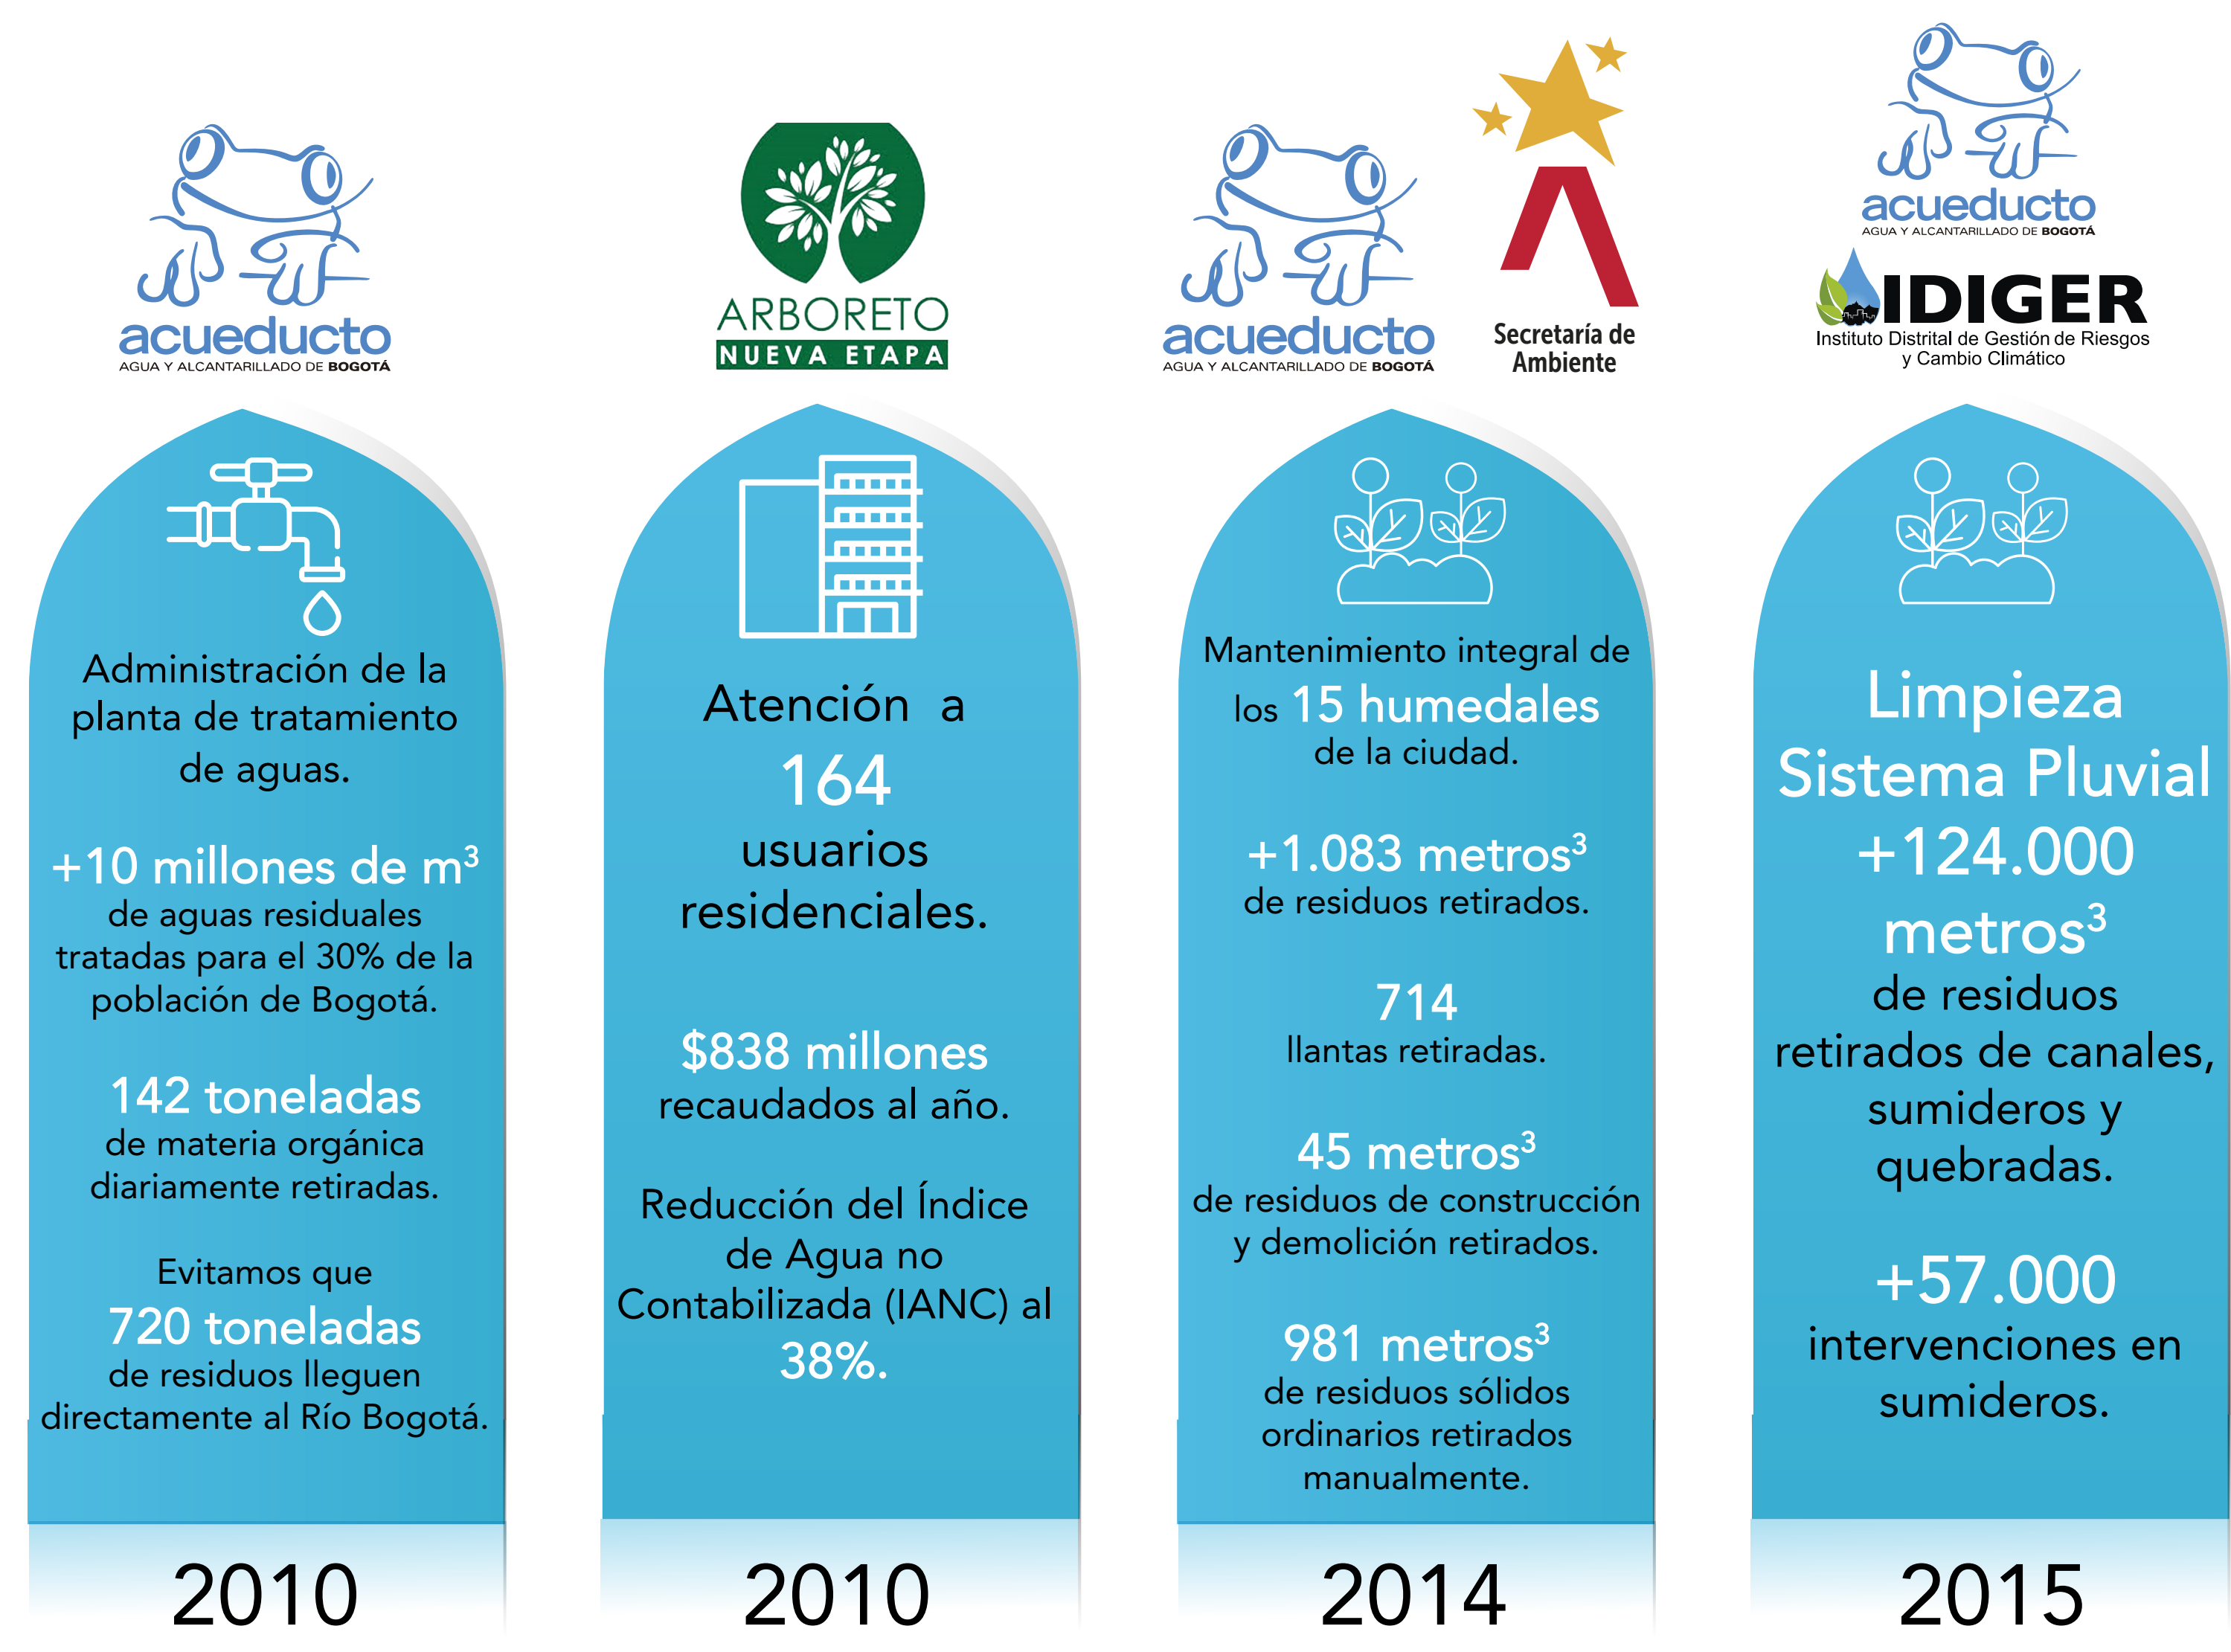 acueducto
AGUA Y ALCANTARILLADO DE BOGOTÁ
Administración de la
planta de tratamiento
de aguas.
+10 millones de m³
de aguas residuales
tratadas para el 30% de la
población de Bogotá.
142 toneladas
de materia orgánica
diariamente retiradas.
Evitamos que
720 toneladas
de residuos lleguen
directamente al Río Bogotá.
2010
ARBORETO
NUEVA ETAPA
Atención a
164
usuarios
residenciales.
$838 millones
recaudados al año.
Reducción del Índice
de Agua no
Contabilizada (IANC) al
38%.
2010
acueducto
AGUA Y ALCANTARILLADO DE BOGOTÁ
Secretaría de
Ambiente
Mantenimiento integral de
los 15 humedales
de la ciudad.
+1.083 metros³
de residuos retirados.
714
llantas retiradas.
45 metros³
de residuos de construcción
y demolición retirados.
981 metros³
de residuos sólidos
ordinarios retirados
manualmente.
2014
acueducto
AGUA Y ALCANTARILLADO DE BOGOTÁ
IDIGER
Instituto Distrital de Gestión de Riesgos
y Cambio Climático
Limpieza
Sistema Pluvial
+124.000
metros³
de residuos
retirados de canales,
sumideros y
quebradas.
+57.000
intervenciones en
sumideros.
2015